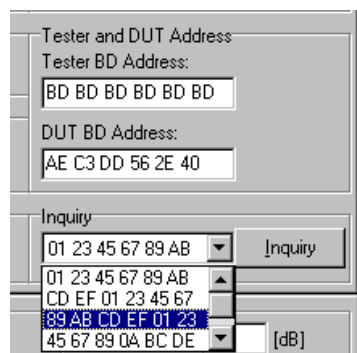 Tester and DUT Address
Tester BD Address:
BD BD BD BD BD BD
DUT BD Address:
AE C3 DD 56 2E 40
Inquiry
01 23 45 67 89 AB
Inquiry
01 23 45 67 89 AB
CD EF 01 23 45 67
89 AB CD EF 01 23
45 67 89 0A BC DE
[dB]